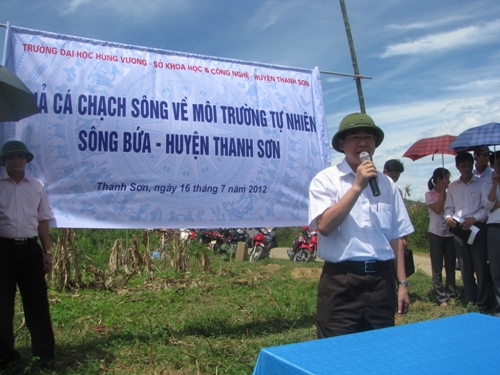 TRƯỜNG ĐẠI HỌC HÙNG VƯƠNG - SỞ KHOA HỌC & CÔNG NGHỆ - HUYỆN THANH SƠN
Ả CÁ CHẠCH SÔNG VỀ MÔI TRƯỜNG TỰ NHIÊN
SÔNG BỨA - HUYỆN THANH SƠN
Thanh Sơn, ngày 16 tháng 7 năm 2012